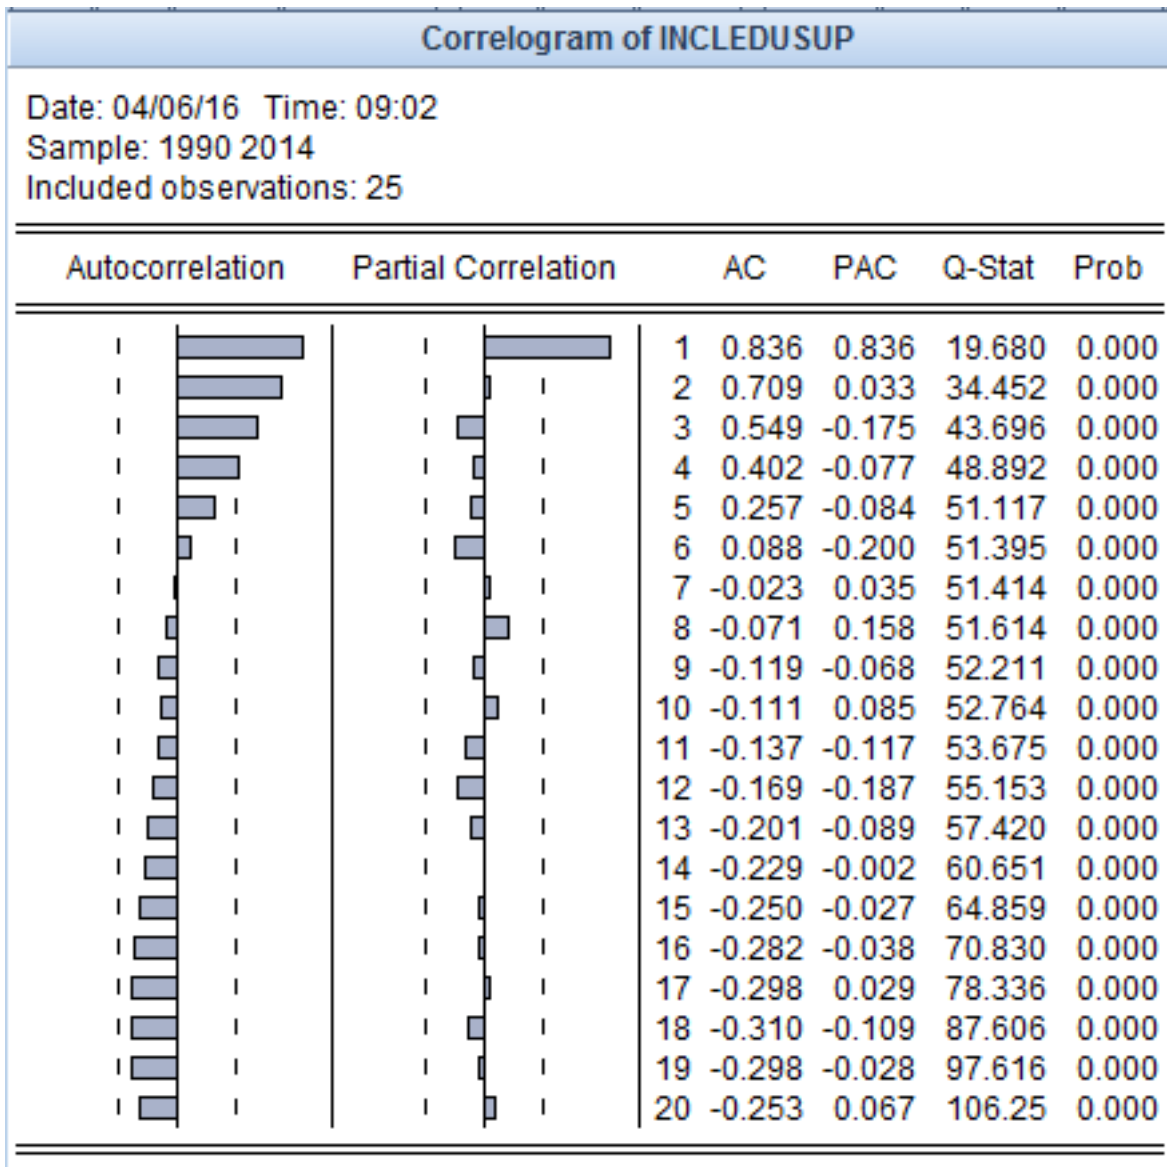 Correlogram of INCLEDUSUP
Date: 04/06/16 Time: 09:02
Sample: 1990 2014
Included observations: 25
Autocorrelation Partial Correlation AC PAC Q-Stat Prob
1 0.836 0.836 19.680 0.000
2 0.709 0.033 34.452 0.000
3 0.549 -0.175 43.696 0.000
4 0.402 -0.077 48.892 0.000
5 0.257 -0.084 51.117 0.000
6 0.088 -0.200 51.395 0.000
7 -0.023 0.035 51.414 0.000
8 -0.071 0.158 51.614 0.000
9 -0.119 -0.068 52.211 0.000
10 -0.111 0.085 52.764 0.000
11 -0.137 -0.117 53.675 0.000
12 -0.169 -0.187 55.153 0.000
13 -0.201 -0.089 57.420 0.000
14 -0.229 -0.002 60.651 0.000
15 -0.250 -0.027 64.859 0.000
16 -0.282 -0.038 70.830 0.000
17 -0.298 0.029 78.336 0.000
18 -0.310 -0.109 87.606 0.000
19 -0.298 -0.028 97.616 0.000
20 -0.253 0.067 106.25 0.000